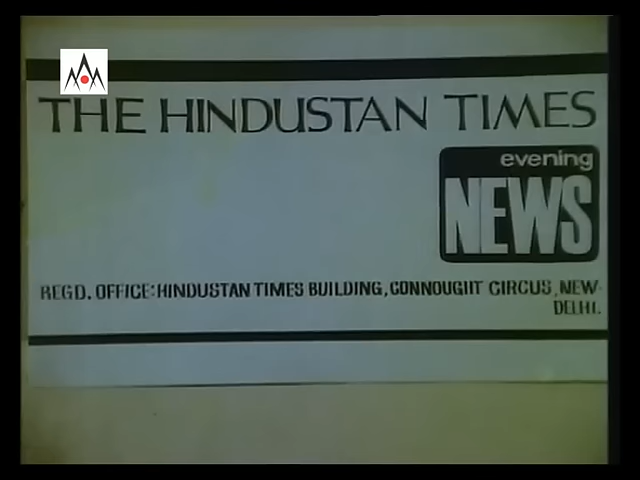 THE HINDUSTAN TIMES
evening
NEWS
REGD. OFFICE:HINDUSTAN TIMES BUILDING, CONNOUGHT CIRCUS, NEW-
DELHI.